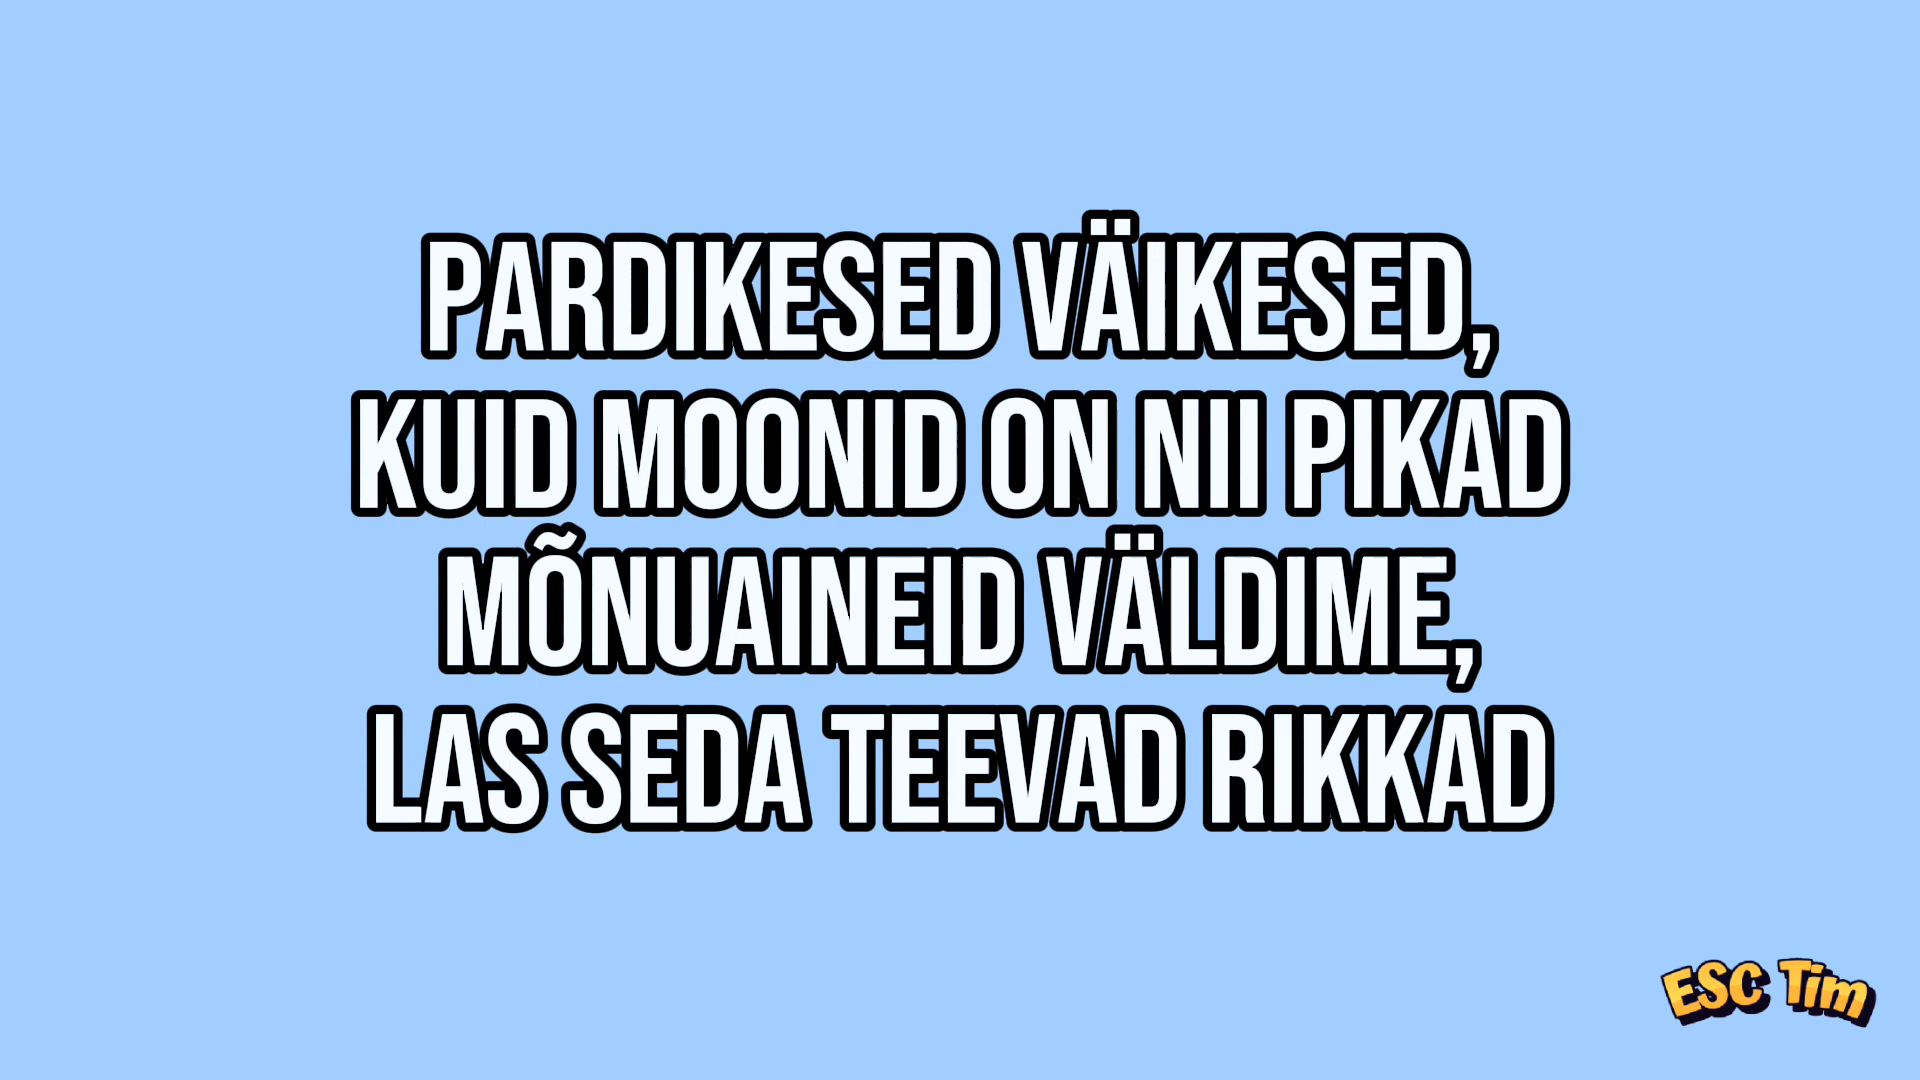 PARDIKESED VÄIKESED,
KUID MOONID ON NII PIKAD
MÕNUAINEID VÄLDIME,
LAS SEDA TEEVAD RIKKAD
ESC Tim